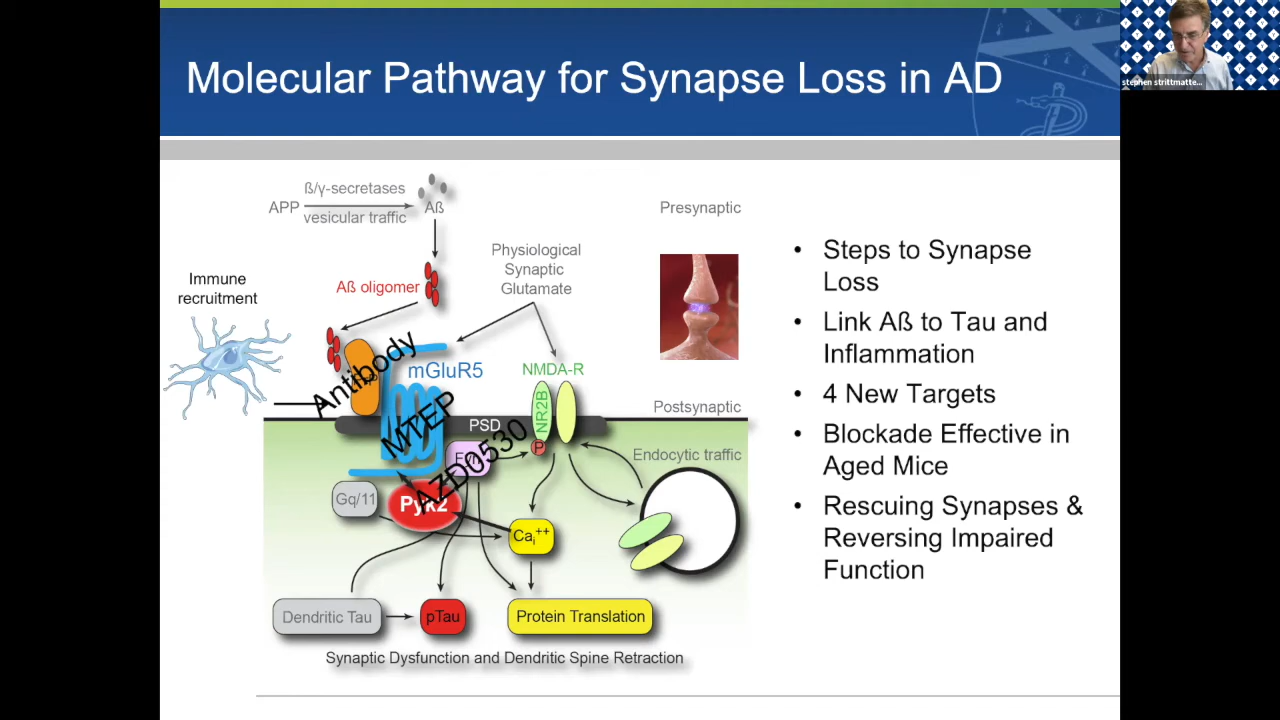 Molecular Pathway for Synapse Loss in AD
stephen strittmatte...
ß/γ-secretases
APP
Aß
vesicular traffic
Presynaptic
Physiological
Synaptic
Glutamate
Immune
recruitment
Aß oligomer
Antibody
mGluR5
NMDA-R
MTEP
NR2B
PSD
Postsynaptic
P
AZD0530
Endocytic traffic
Gq/11
Pyk2
Cai++
Dendritic Tau
pTau
Protein Translation
Synaptic Dysfunction and Dendritic Spine Retraction
• Steps to Synapse
Loss
• Link Aß to Tau and
Inflammation
• 4 New Targets
• Blockade Effective in
Aged Mice
• Rescuing Synapses &
Reversing Impaired
Function